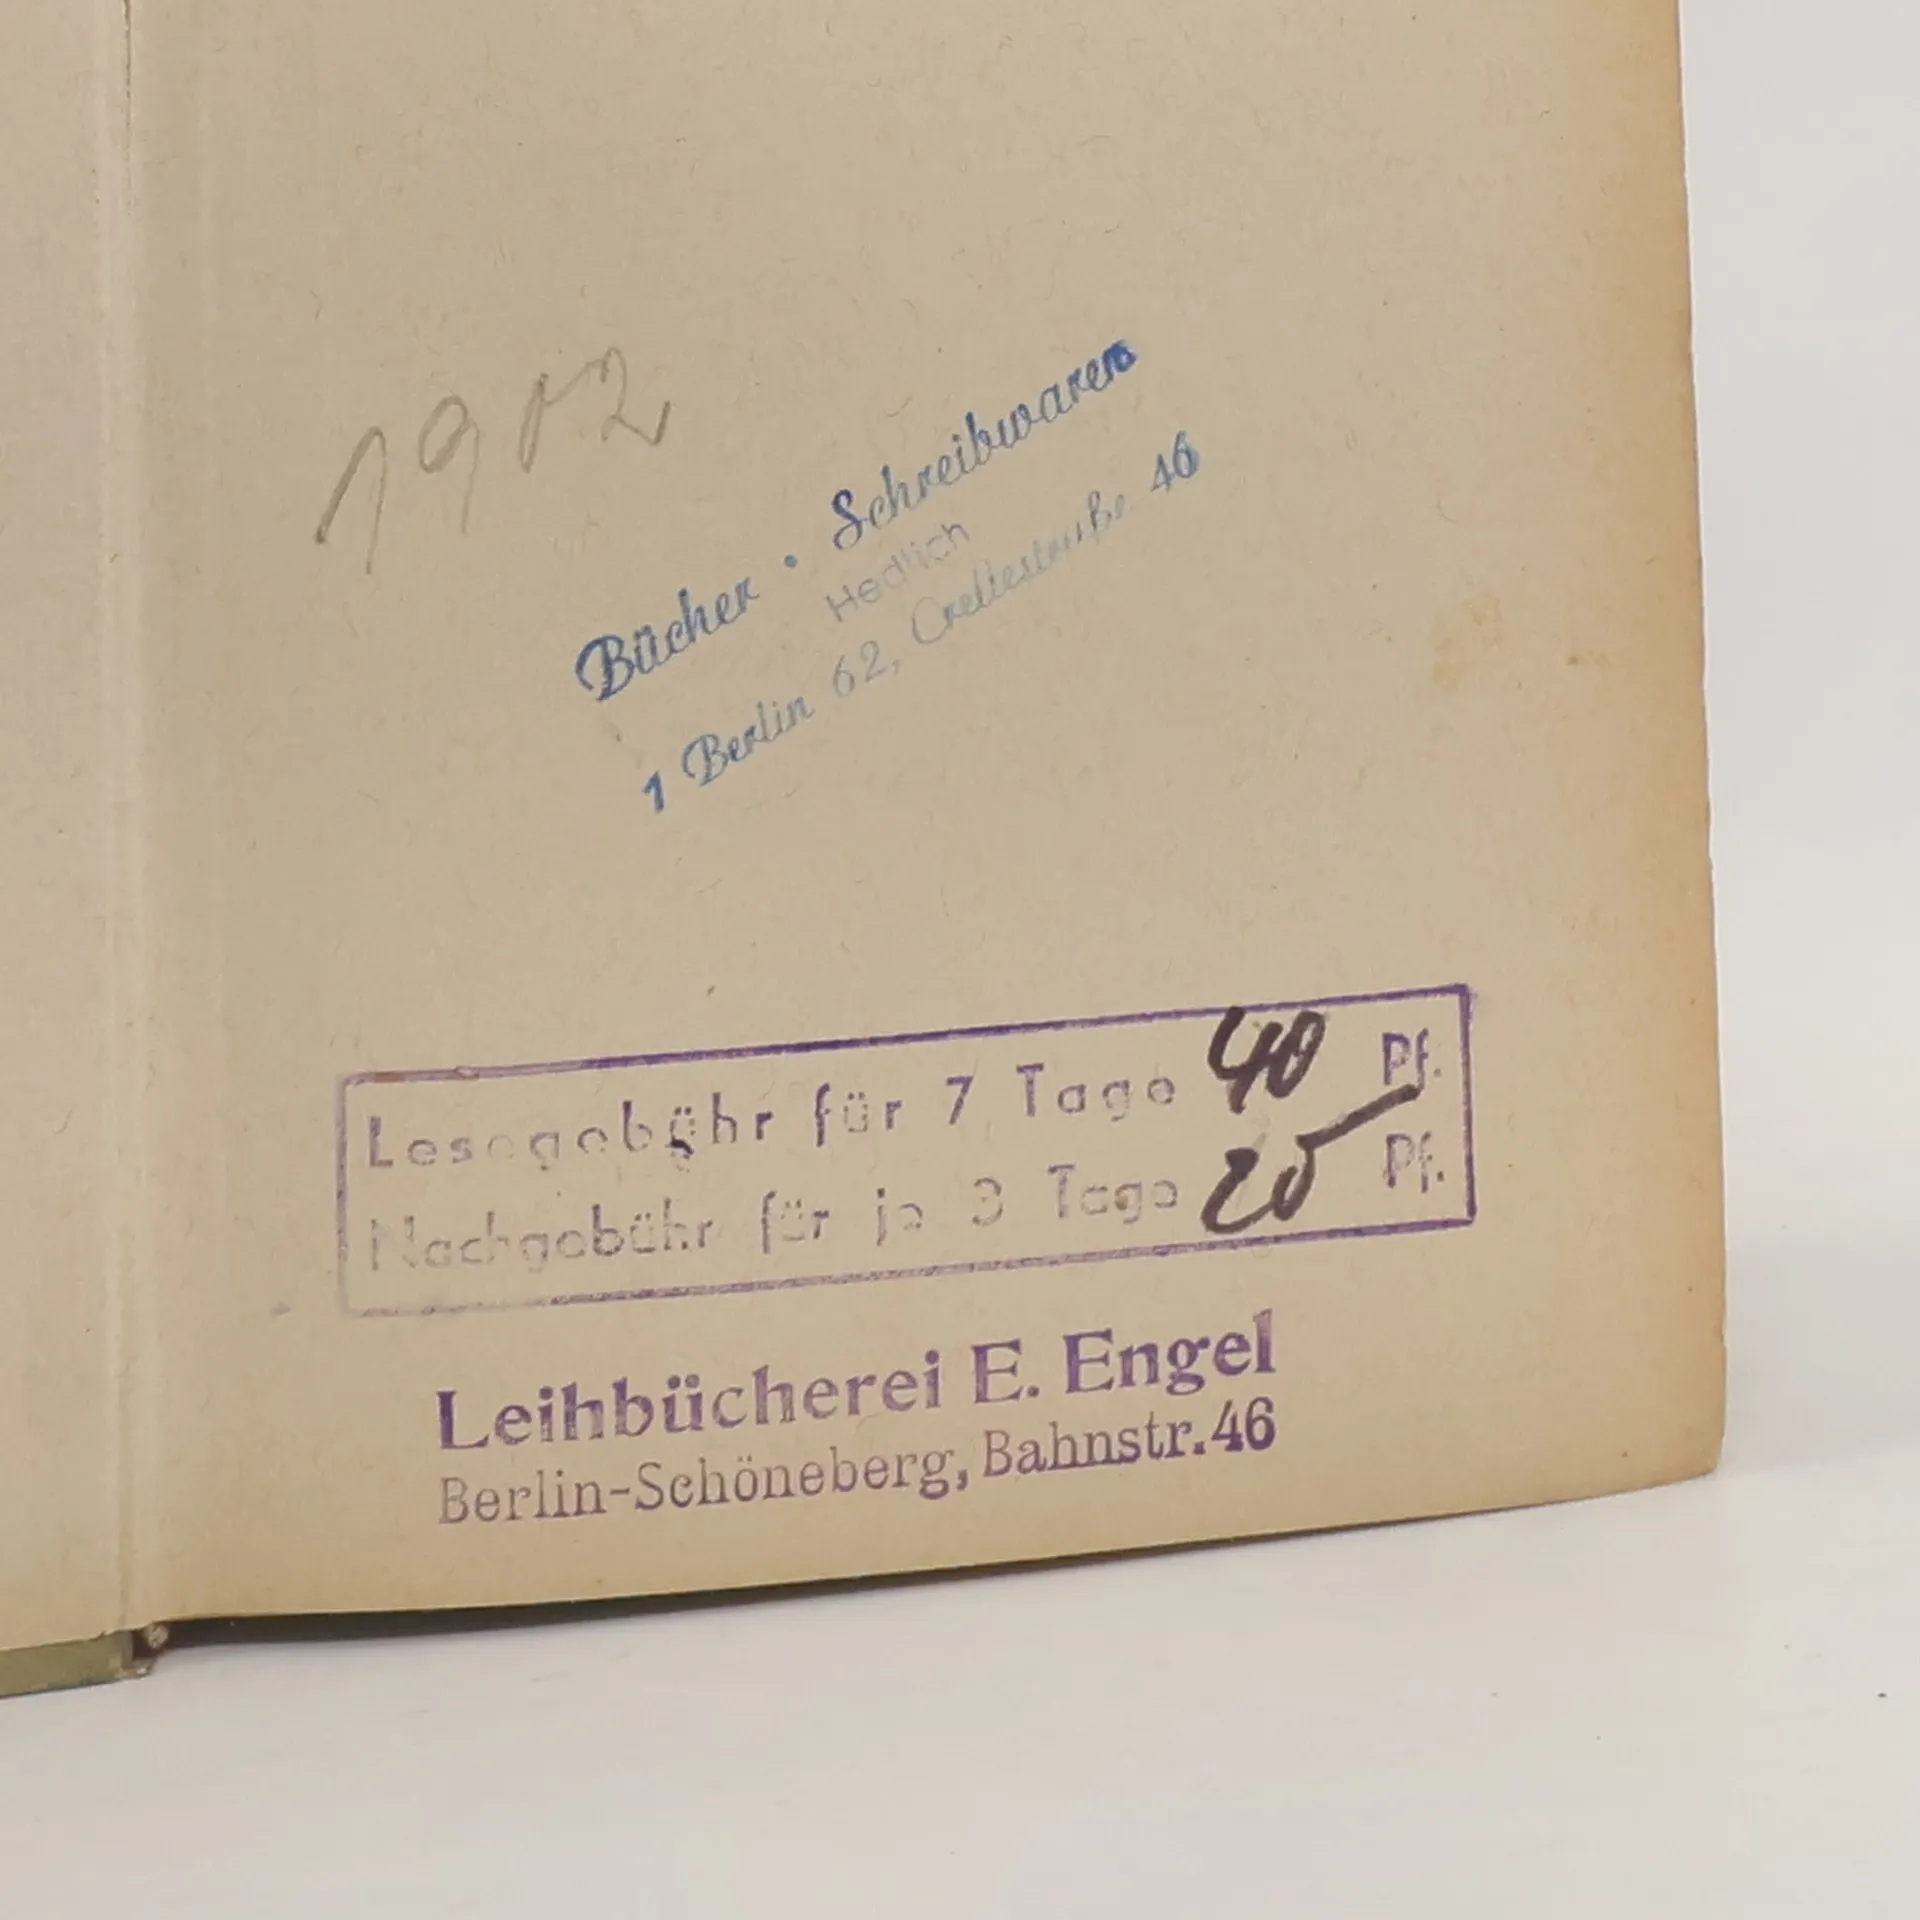 1902
Bücher · Schreibwaren
Hedlich
1 Berlin 62, Crellestraße 46
Lesegebühr für 7 Tage 40 Pf.
Nachgebühr für je 3 Tage 20 Pf.
Leihbücherei E. Engel
Berlin-Schöneberg, Bahnstr. 46